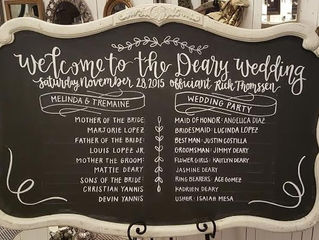 Welcome to the Deary Wedding
Saturday, November 28, 2015 Officiant Rick Thomssen
MELINDA & TREMAINE
MOTHER OF THE BRIDE:
MARJORIE LOPEZ
FATHER OF THE BRIDE:
LOUIS LOPEZ JR
MOTHER THE GROOM:
MATTIE DEARY
SONS OF THE BRIDE:
CHRISTIAN YANNIS
DEVIN YANNIS
WEDDING PARTY
MAID OF HONOR: ANGELICA DIAZ
BRIDESMAID: LUCINDA LOPEZ
BEST MAN: JUSTIN COSTILLA
GROOMSMAN: JIMMY DEARY
FLOWER GIRLS: KAITLYN DEARY
JASMINE DEARY
RING BEARERS: ACE GOMEZ
KADRIEN DEARY
USHER: ISAIAH MESA